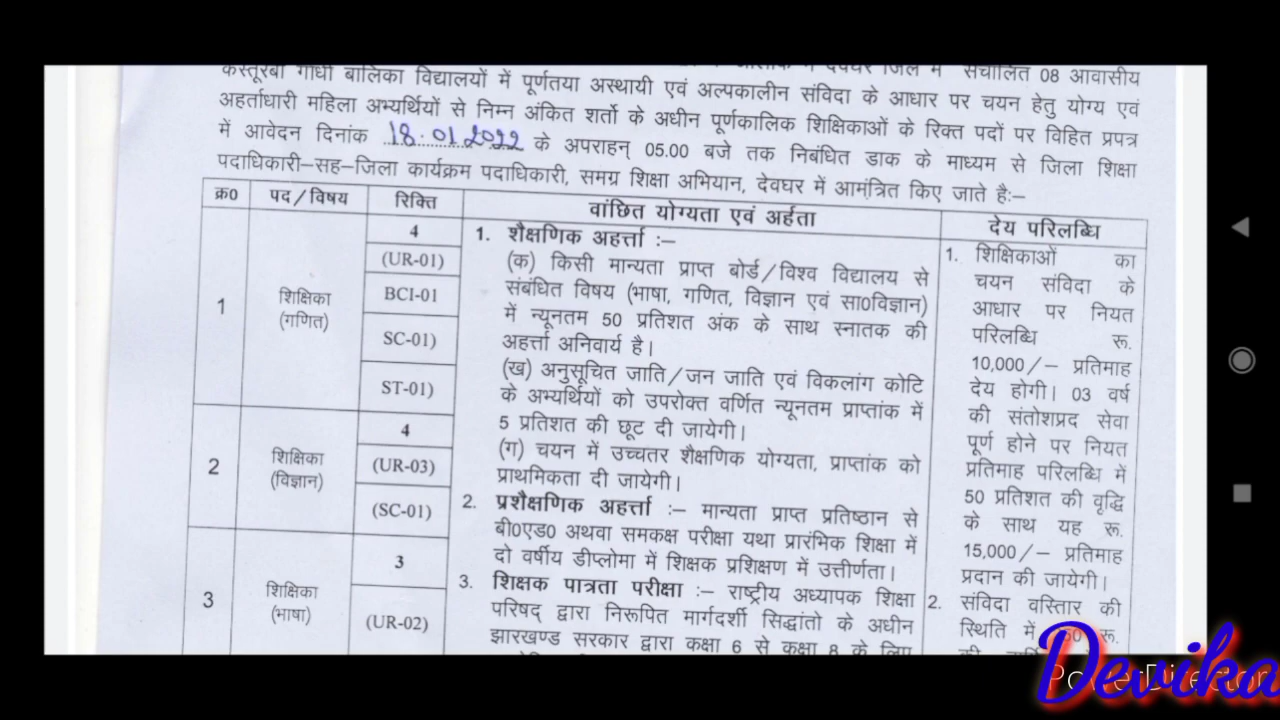 कस्तूरबा गांधी बालिका विद्यालयों में पूर्णतया अस्थायी एवं अल्पकालीन संविदा के आधार पर चयन हेतु योग्य एवं
अहर्ताधारी महिला अभ्यर्थियों से निम्न अंकित शर्तो के अधीन पूर्णकालिक शिक्षिकाओं के रिक्त पदों पर विहित प्रपत्र
में आवेदन दिनांक 18.01.2022 के अपराहन् 05.00 बजे तक निबंधित डाक के माध्यम से जिला शिक्षा
पदाधिकारी–सह–जिला कार्यक्रम पदाधिकारी, समग्र शिक्षा अभियान, देवघर में आमंत्रित किए जाते है:–
क्र0 पद/विषय रिक्ति वांछित योग्यता एवं अर्हता देय परिलब्धि
1
शिक्षिका
(गणित)
4
(UR-01)
BCI-01
SC-01)
ST-01)
2
शिक्षिका
(विज्ञान)
4
(UR-03)
(SC-01)
3
शिक्षिका
(भाषा)
3
(UR-02)
1. शैक्षणिक अहर्त्ता :–
(क) किसी मान्यता प्राप्त बोर्ड/विश्व विद्यालय से
संबंधित विषय (भाषा, गणित, विज्ञान एवं सा0विज्ञान)
में न्यूनतम 50 प्रतिशत अंक के साथ स्नातक की
अहर्त्ता अनिवार्य है।
(ख) अनुसूचित जाति/जन जाति एवं विकलांग कोटि
के अभ्यर्थियों को उपरोक्त वर्णित न्यूनतम प्राप्तांक में
5 प्रतिशत की छूट दी जायेगी।
(ग) चयन में उच्चतर शैक्षणिक योग्यता, प्राप्तांक को
प्राथमिकता दी जायेगी।
2. प्रशैक्षणिक अहर्त्ता :– मान्यता प्राप्त प्रतिष्ठान से
बी0एड0 अथवा समकक्ष परीक्षा यथा प्रारंभिक शिक्षा में
दो वर्षीय डीप्लोमा में शिक्षक प्रशिक्षण में उत्तीर्णता।
3. शिक्षक पात्रता परीक्षा :– राष्ट्रीय अध्यापक शिक्षा
परिषद् द्वारा निरूपित मार्गदर्शी सिद्धांतो के अधीन
झारखण्ड सरकार द्वारा कक्षा 6 से कक्षा 8 के लिए
1. शिक्षिकाओं का
चयन संविदा के
आधार पर नियत
परिलब्धि रू.
10,000/– प्रतिमाह
देय होगी। 03 वर्ष
की संतोशप्रद सेवा
पूर्ण होने पर नियत
प्रतिमाह परिलब्धि में
50 प्रतिशत की वृद्धि
के साथ यह रू.
15,000/– प्रतिमाह
प्रदान की जायेगी।
2. संविदा वस्तिार की
स्थिति में रू.
Devika
PowerDirector